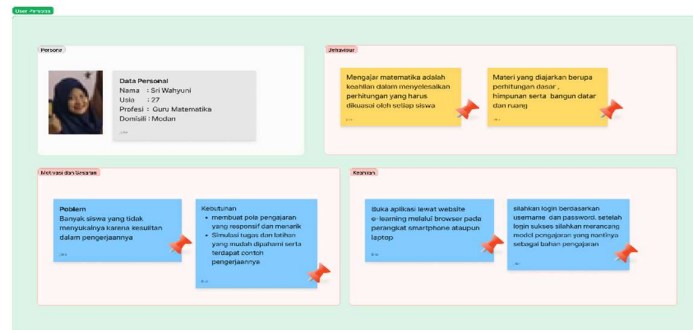 User Persona
Persona
Data Personal
Nama : Sri Wahyuni
Usia : 27
Profesi : Guru Matematika
Domisili : Medan
Behaviour
Mengajar matematika adalah
keahlian dalam menyelesaikan
perhitungan yang harus
dikuasai oleh setiap siswa
Materi yang diajarkan berupa
perhitungan dasar ,
himpunan serta bangun datar
dan ruang
Motivasi dan Sasaran
Problem
Banyak siswa yang tidak
menyukainya karena kesulitan
dalam pengerjaannya
Kebutuhan
• membuat pola pengajaran
yang responsif dan menarik
• Simulasi tugas dan latihan
yang mudah dipahami serta
terdapat contoh
pengerjaannya
Keahlian
Buka aplikasi lewat website
e-learning melalui browser pada
perangkat smartphone ataupun
laptop
silahkan login berdasarkan
username dan password. setelah
login sukses silahkan merancang
model pengajaran yang nantinya
sebagai bahan pengajaran